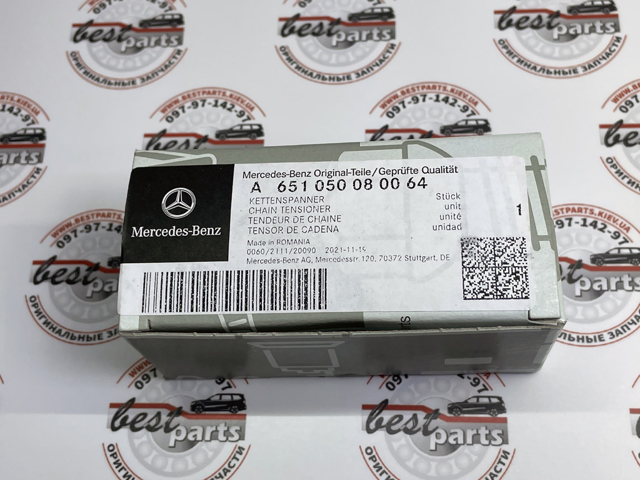 Mercedes-Benz Original-Teile/Geprüfte Qualität
A 651 050 08 00 64
KETTENSPANNER Stück
CHAIN TENSIONER unit
TENDEUR DE CHAINE unité
TENSOR DE CADENA unidad
1
Made in ROMANIA
0060/2111/20090 2021-11-19
Mercedes-Benz AG, Mercedesstr. 120, 70372 Stuttgart, DE
Mercedes-Benz
best parts
ОРИГИНАЛЬНЫЕ ЗАПЧАСТИ
WWW.BESTPARTS.KIEV.UA
097-97-142-97